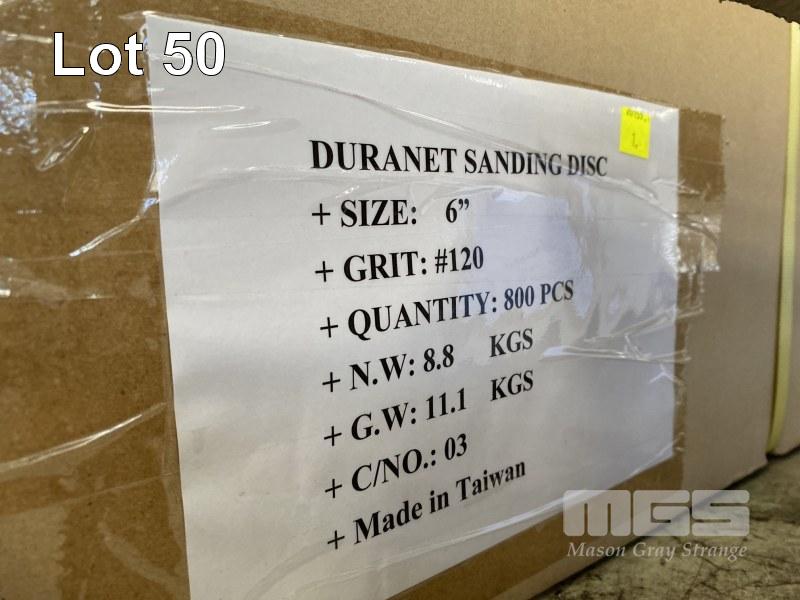 Lot 50
DURANET SANDING DISC
+ SIZE: 6”
+ GRIT: #120
+ QUANTITY: 800 PCS
+ N.W: 8.8 KGS
+ G.W: 11.1 KGS
+ C/NO.: 03
+ Made in Taiwan
MGS
Mason Gray Strange